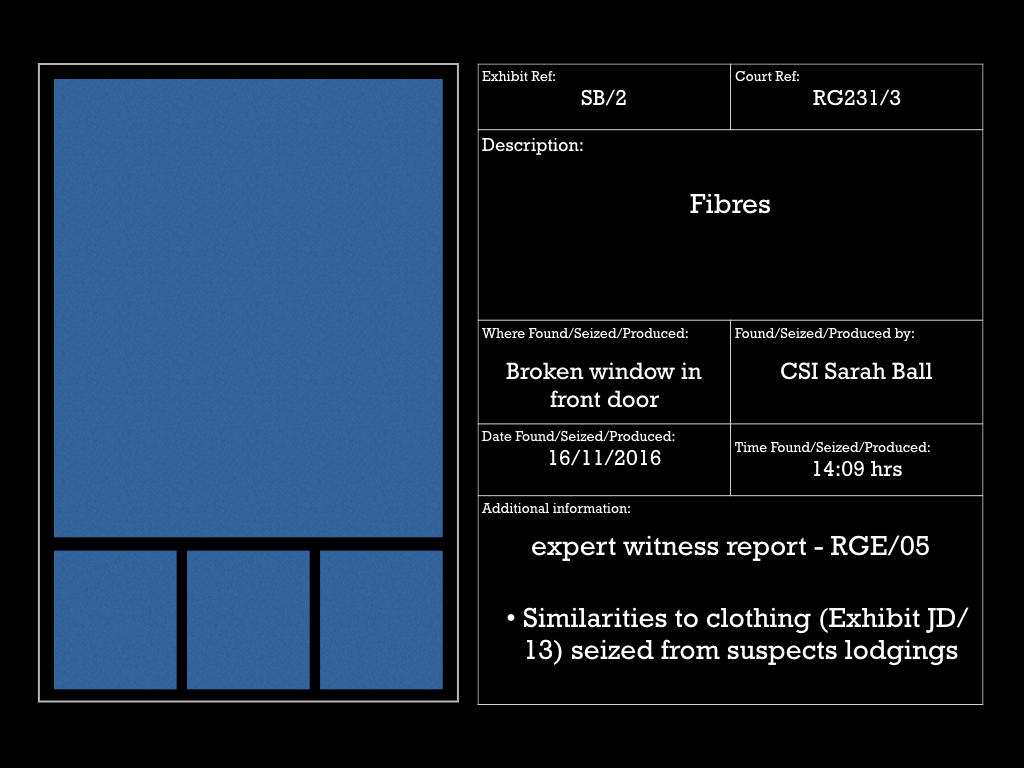 Exhibit Ref:
SB/2
Court Ref:
RG231/3
Description:
Fibres
Where Found/Seized/Produced:
Broken window in
front door
Found/Seized/Produced by:
CSI Sarah Ball
Date Found/Seized/Produced:
16/11/2016
Time Found/Seized/Produced:
14:09 hrs
Additional information:
expert witness report - RGE/05
• Similarities to clothing (Exhibit JD/
13) seized from suspects lodgings